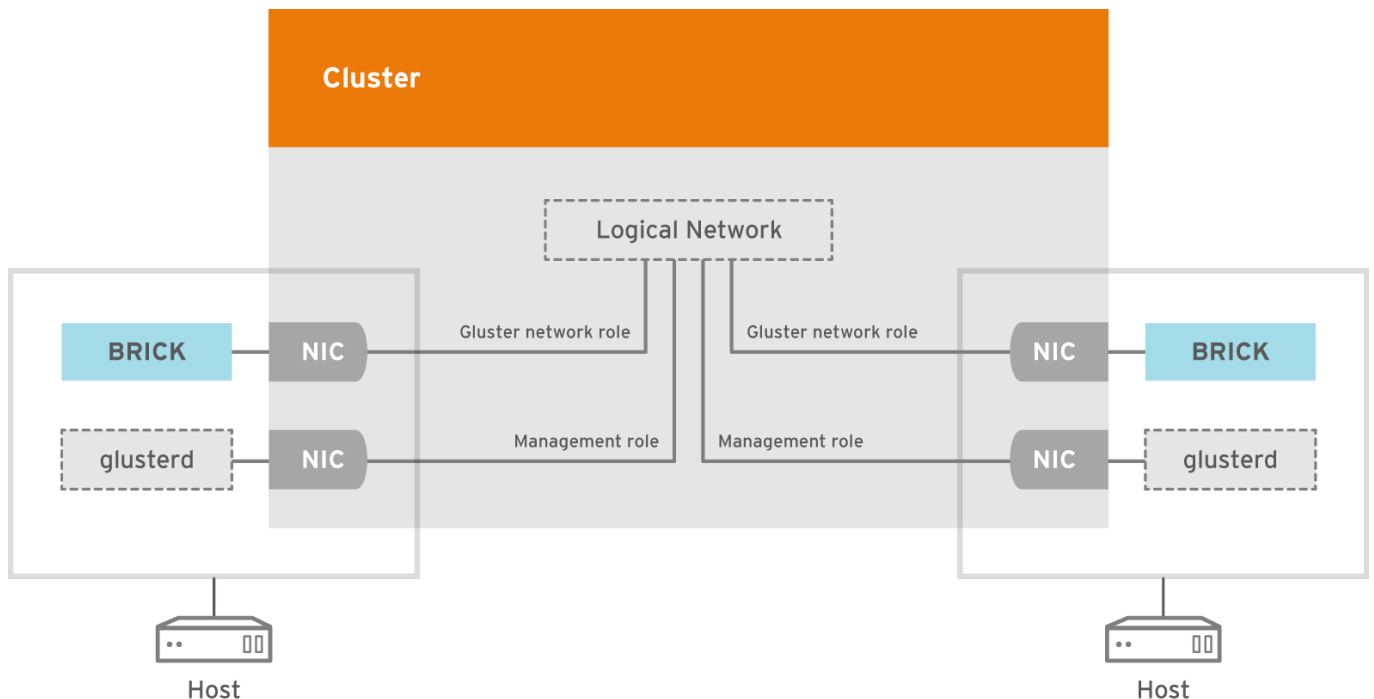 Cluster
Logical Network
Gluster network role
Gluster network role
BRICK
NIC
NIC
BRICK
Management role
Management role
glusterd
NIC
NIC
glusterd
Host
Host